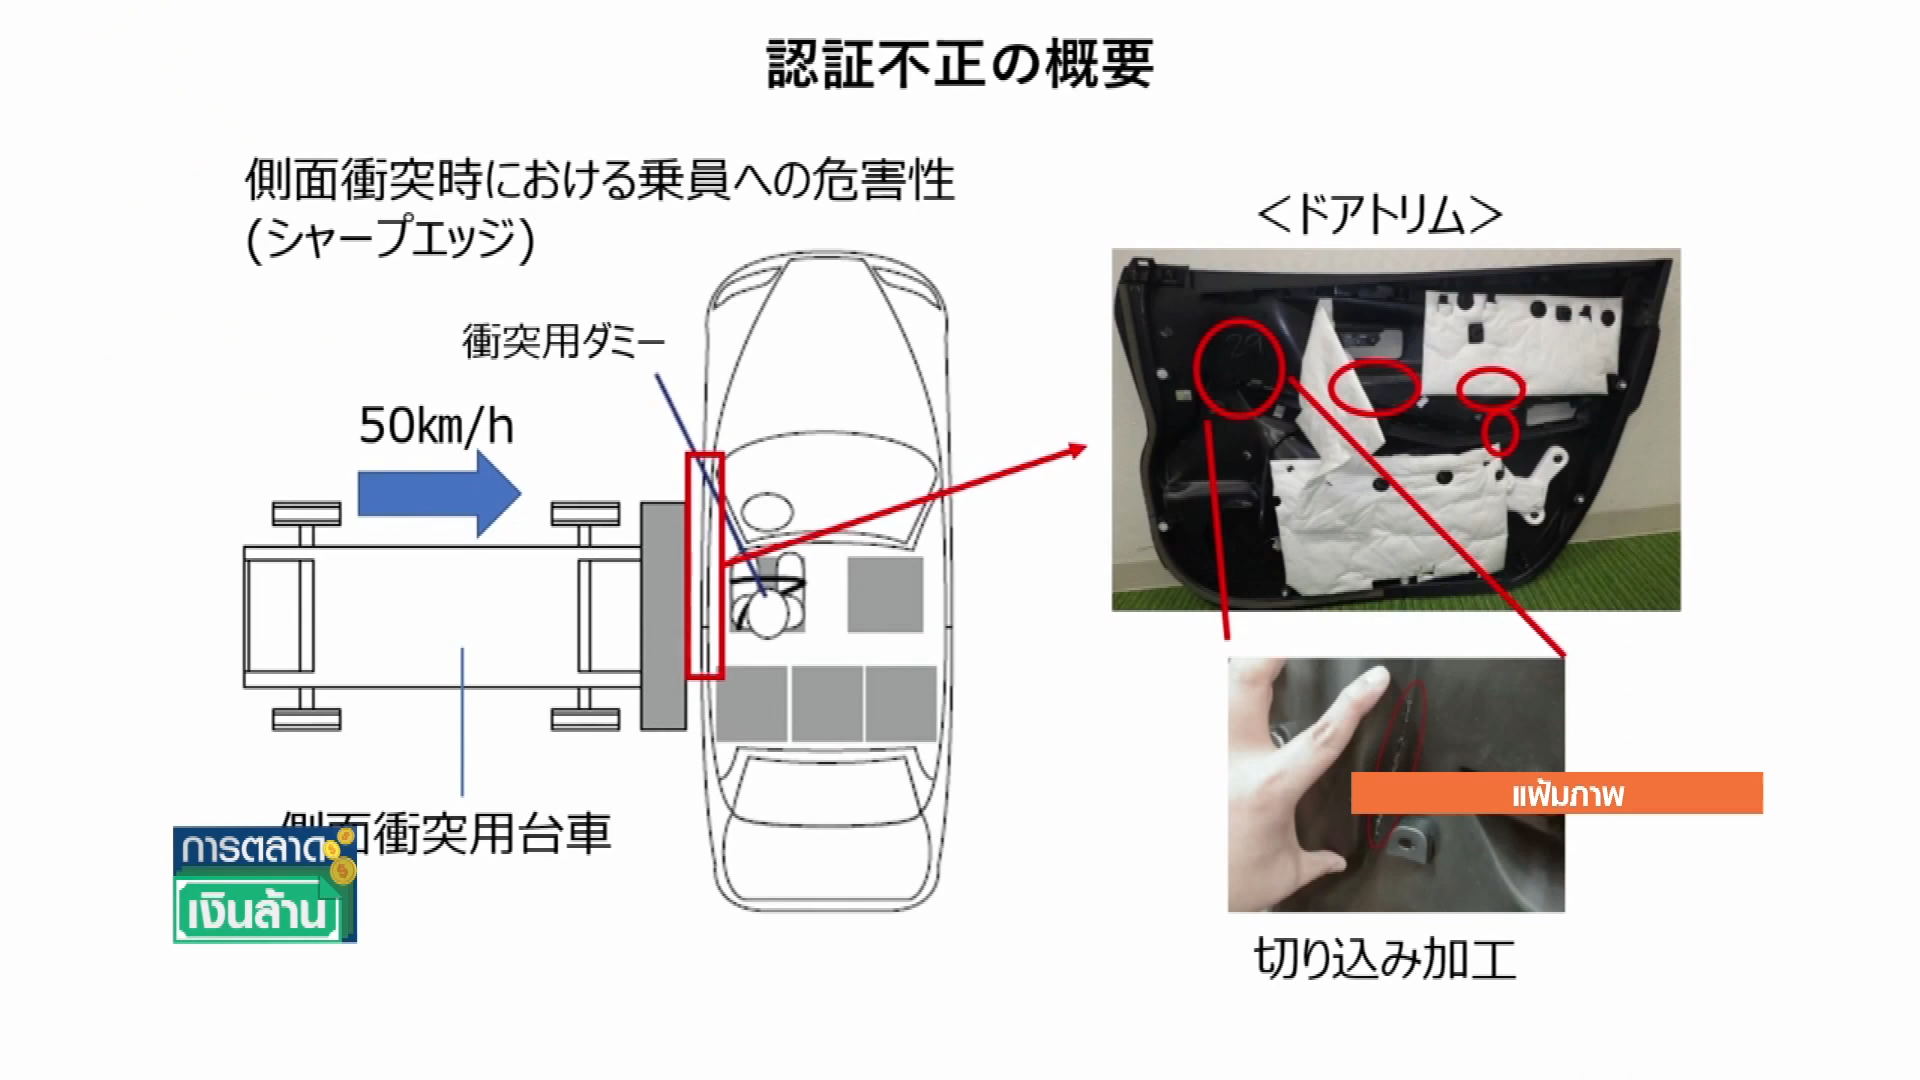 認証不正の概要
側面衝突時における乗員への危害性
(シャープエッジ)
衝突用ダミー
50km/h
側面衝突用台車
<ドアトリム>
切り込み加工
แฟ้มภาพ
การตลาด
เงินล้าน